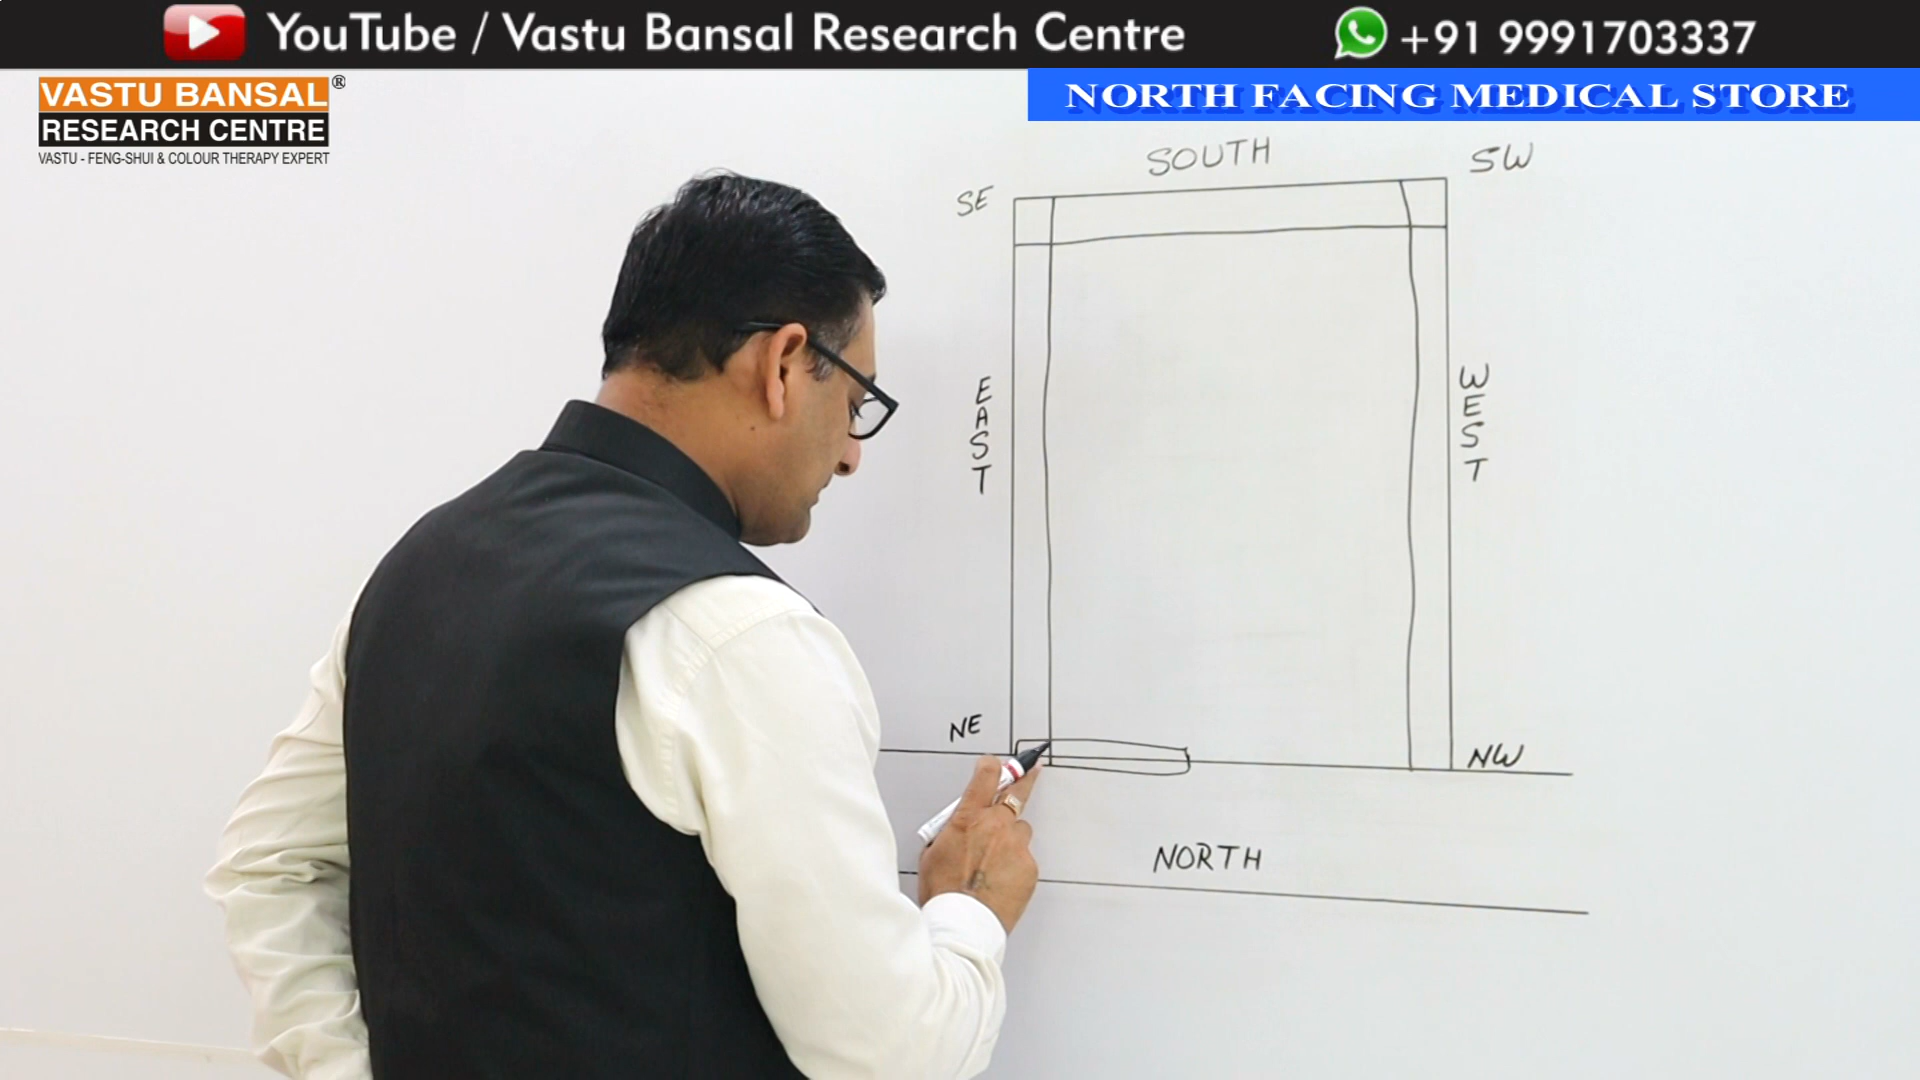 YouTube / Vastu Bansal Research Centre
+91 9991703337
VASTU BANSAL®
RESEARCH CENTRE
VASTU - FENG-SHUI & COLOUR THERAPY EXPERT
NORTH FACING MEDICAL STORE
SOUTH
SW
SE
EAST
WEST
NE
NW
NORTH